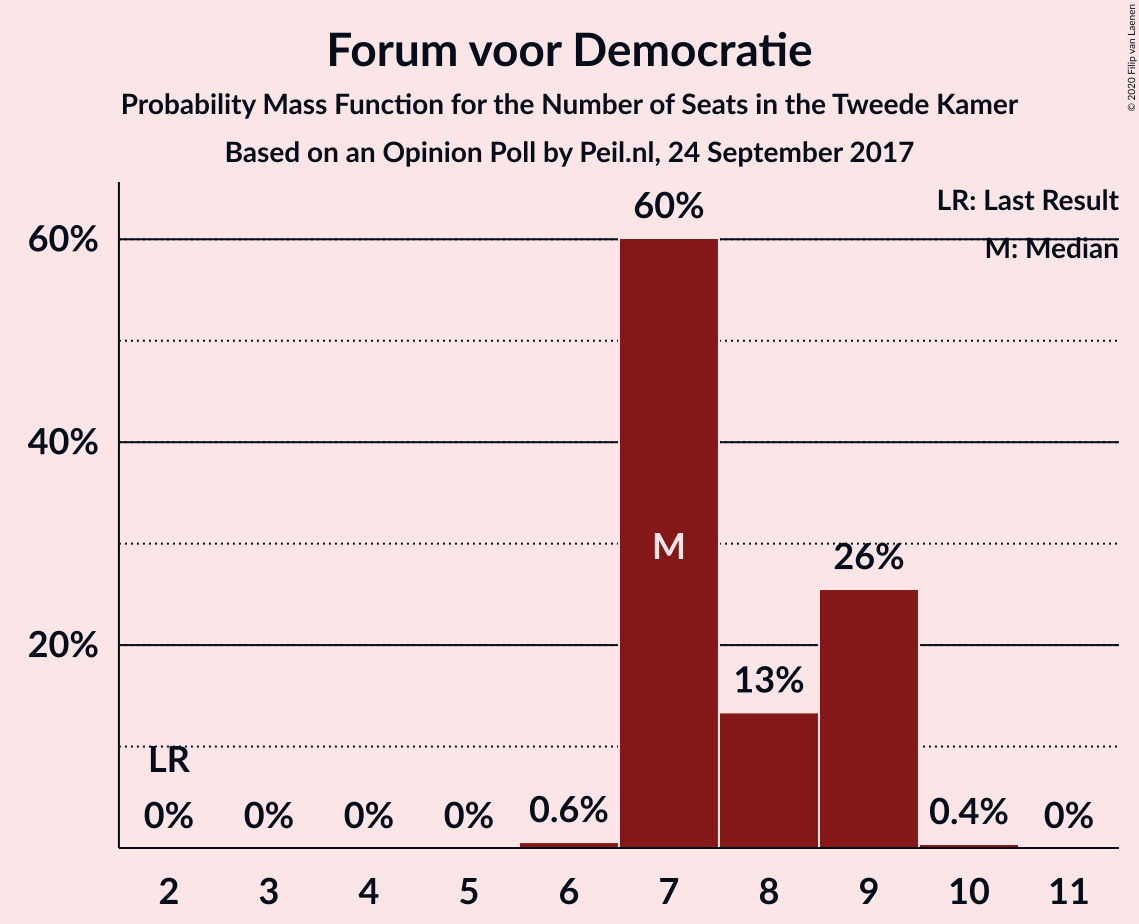 Forum voor Democratie
Probability Mass Function for the Number of Seats in the Tweede Kamer
Based on an Opinion Poll by Peil.nl, 24 September 2017
© 2020 Filip van Laenen
LR: Last Result
M: Median
60%
40%
20%
60%
M
26%
13%
LR
0%
0%
0%
0%
0.6%
0.4%
0%
2 3 4 5 6 7 8 9 10 11